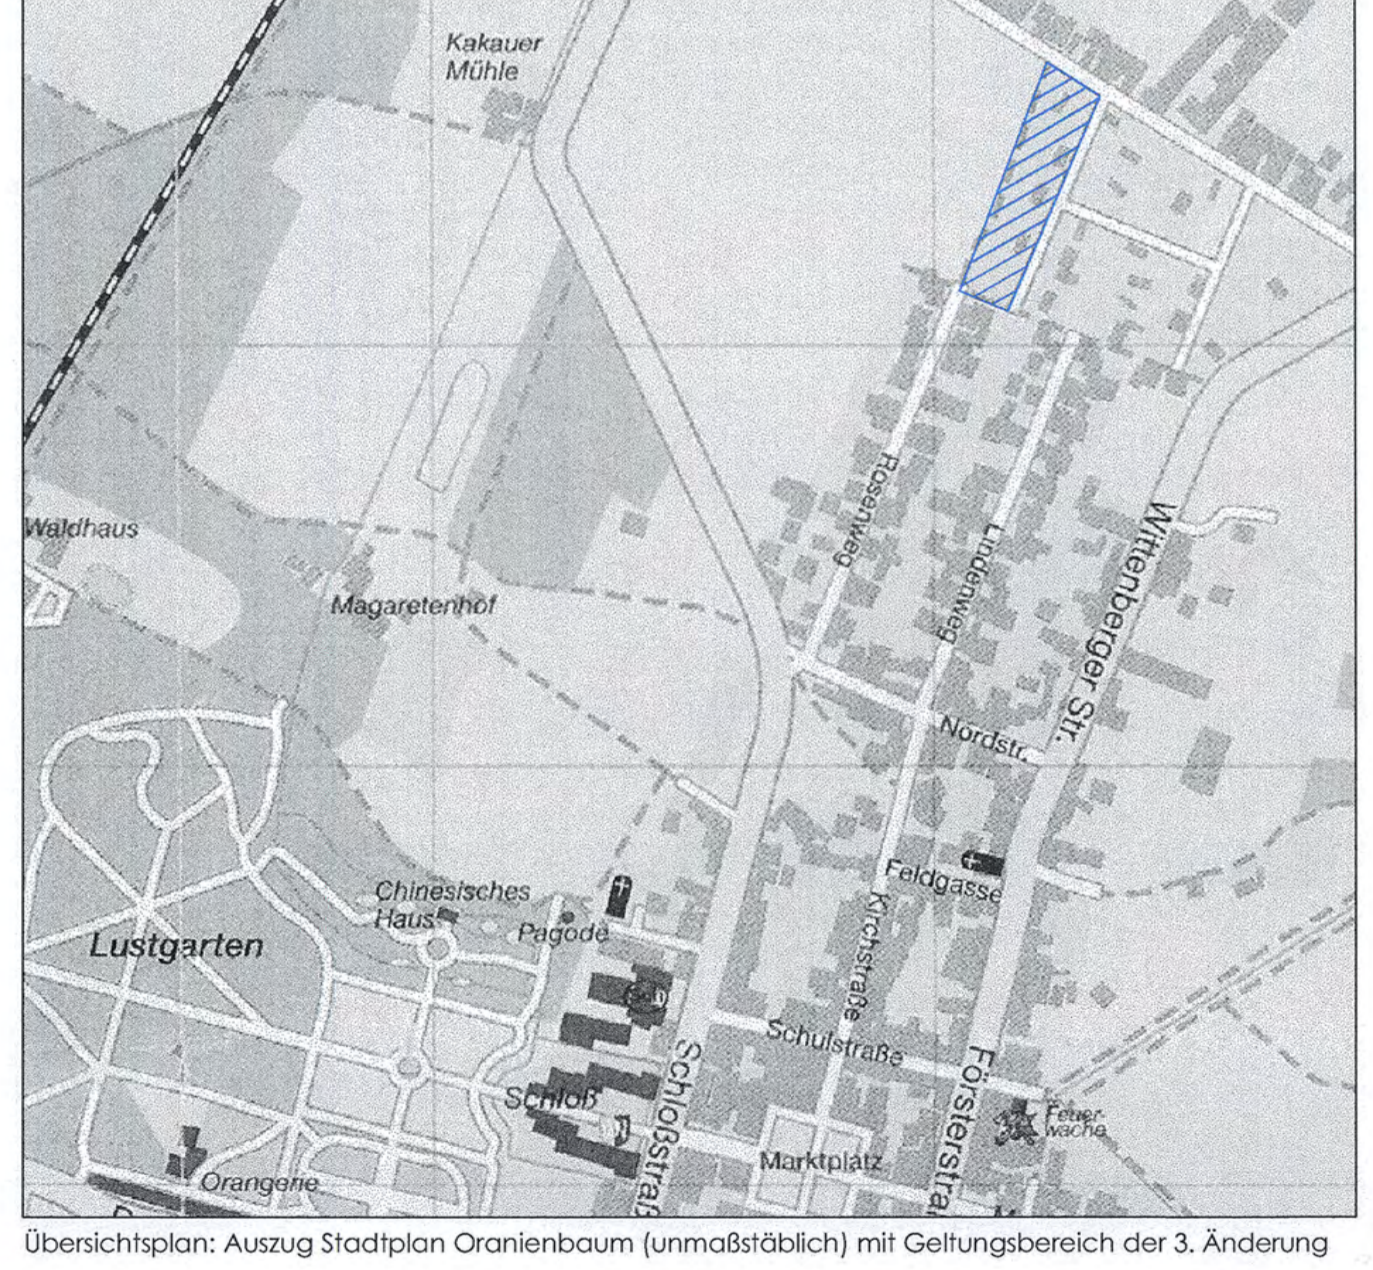 Kakauer
Mühle
Rosenweg
Waldhaus
Lindenweg
Wittenberger Str.
Magaretenhof
Nordstr.
Feldgasse
Chinesisches
Haus
Lustgarten
Pagode
Kirchstraße
Schulstraße
Schloß
Schloßstraß
Försterstra
Feuer-
wache
Marktplatz
Orangerie
Übersichtsplan: Auszug Stadtplan Oranienbaum (unmaßstäblich) mit Geltungsbereich der 3. Änderung